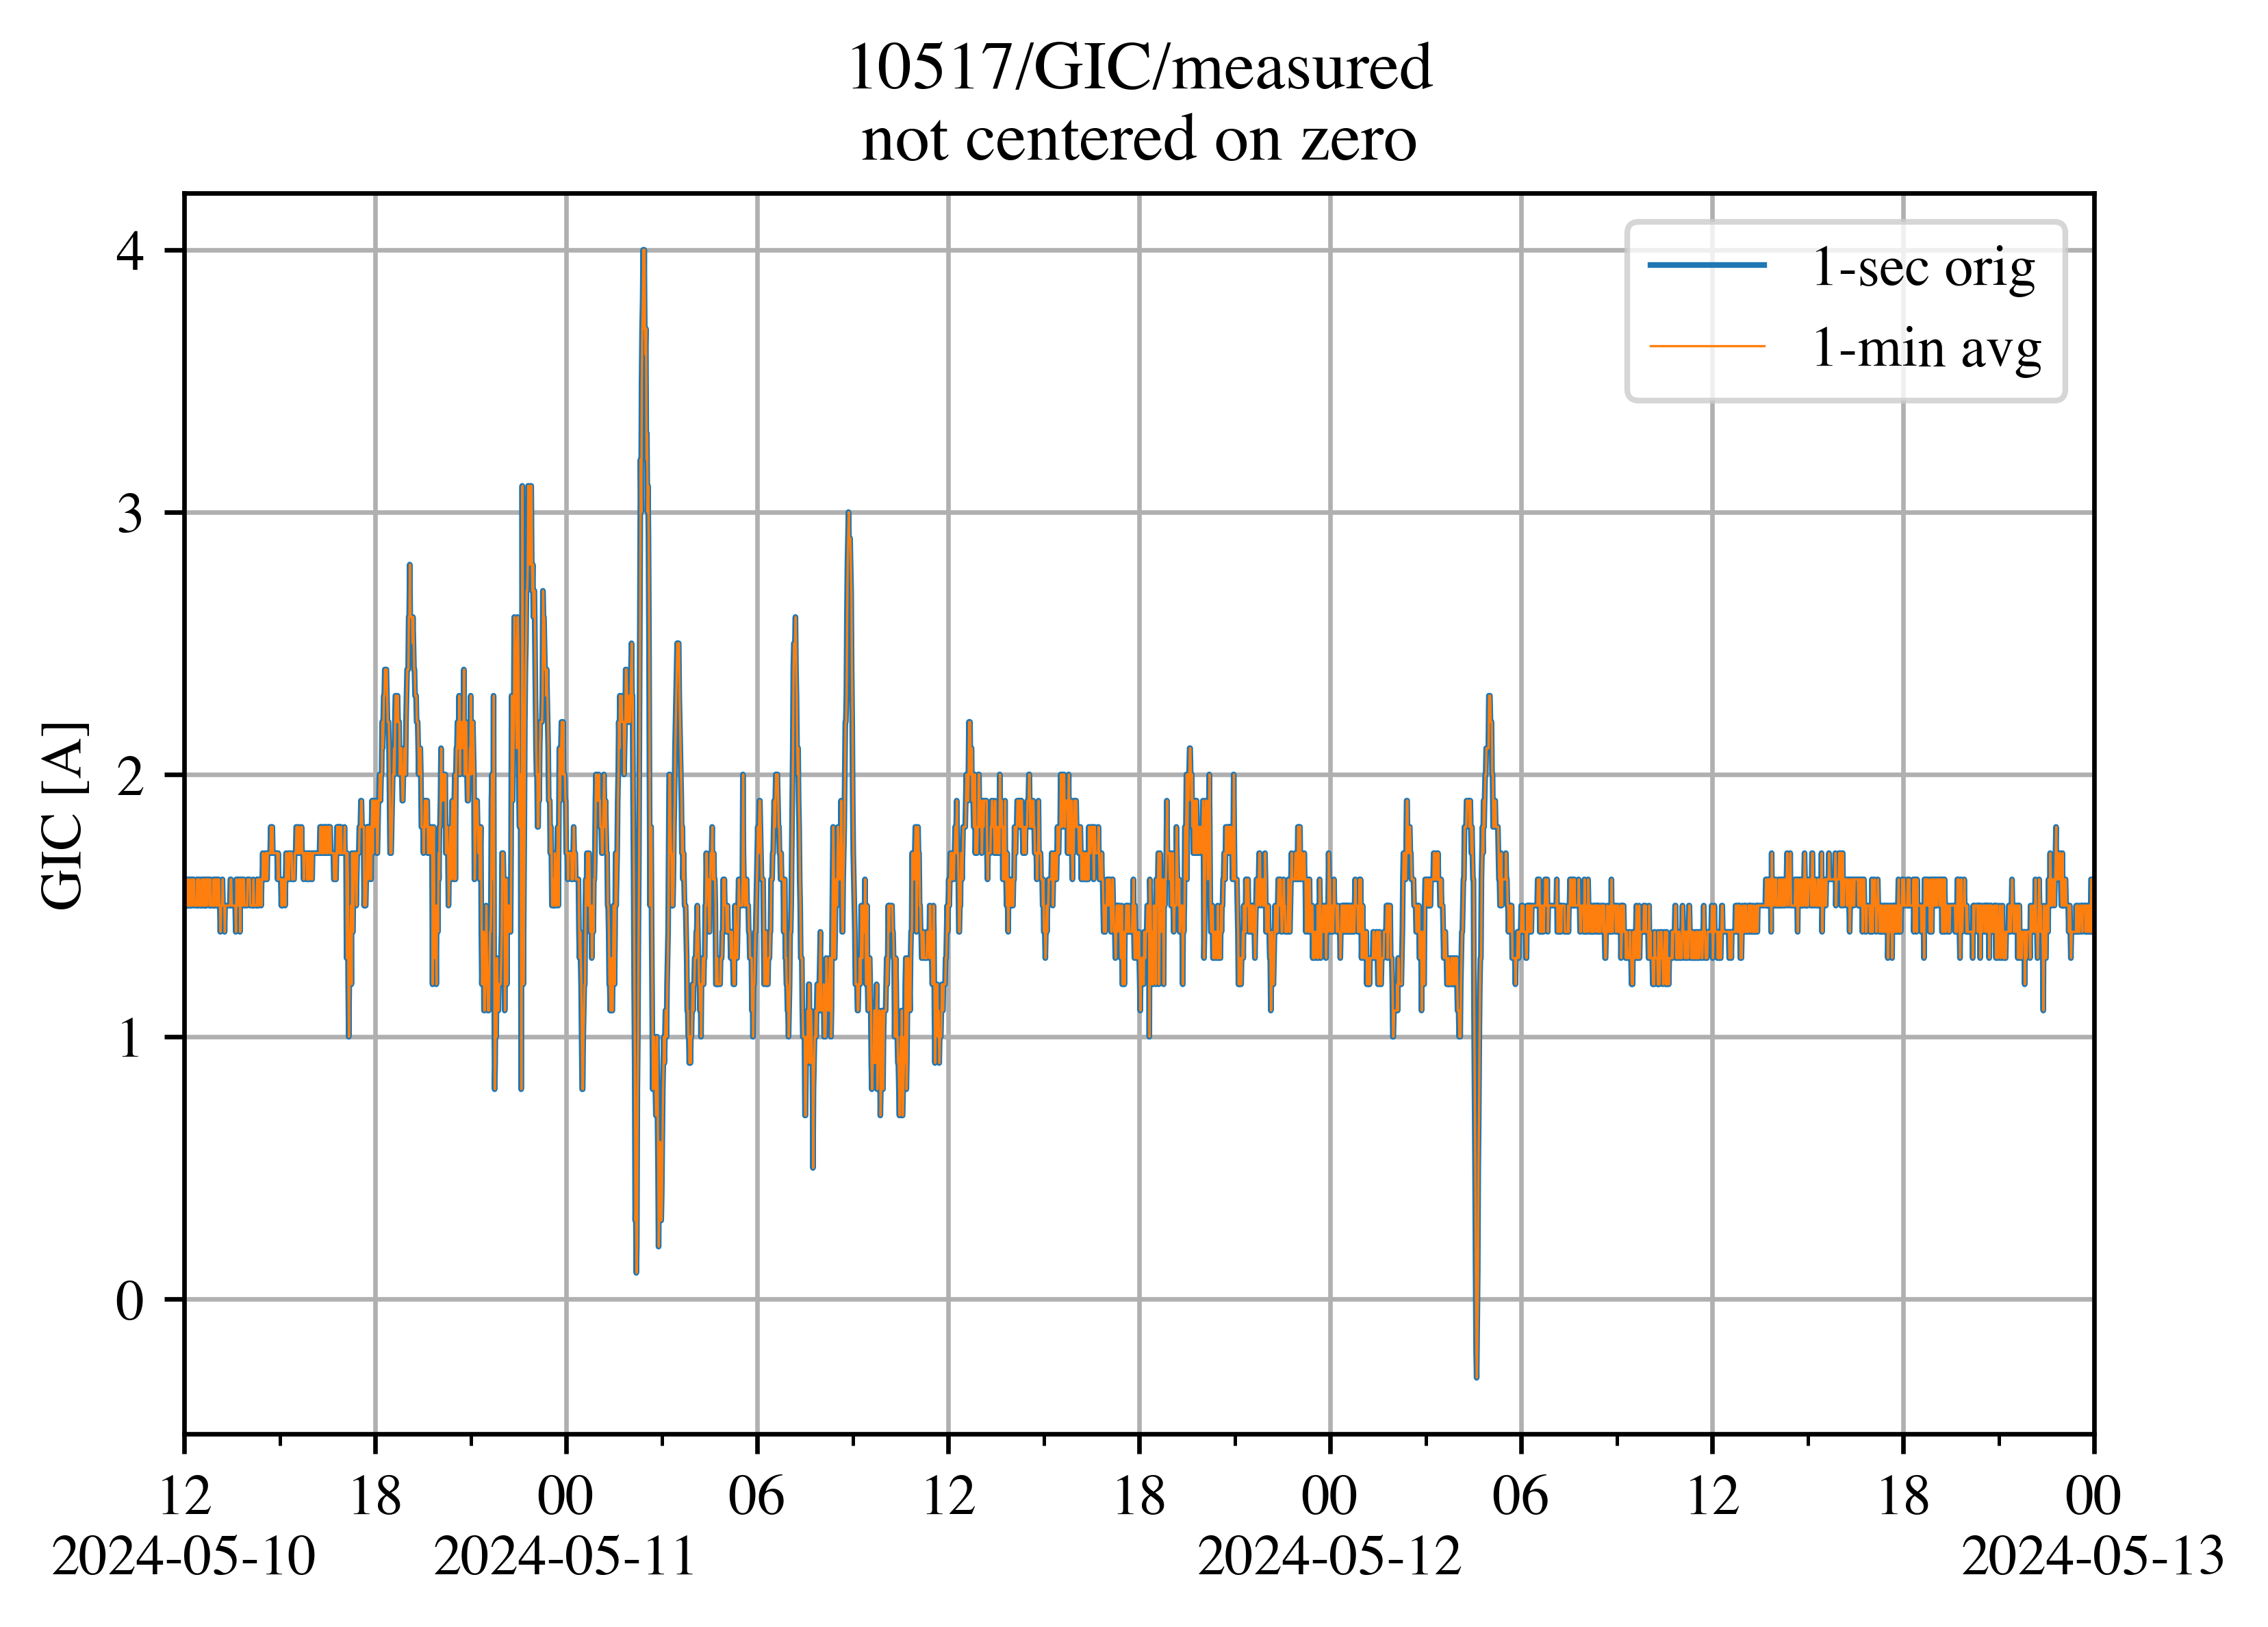 10517/GIC/measured
not centered on zero
1-sec orig
1-min avg
GIC [A]
4
3
2
1
0
12 18 00 06 12 18 00 06 12 18 00
2024-05-10 2024-05-11 2024-05-12 2024-05-13